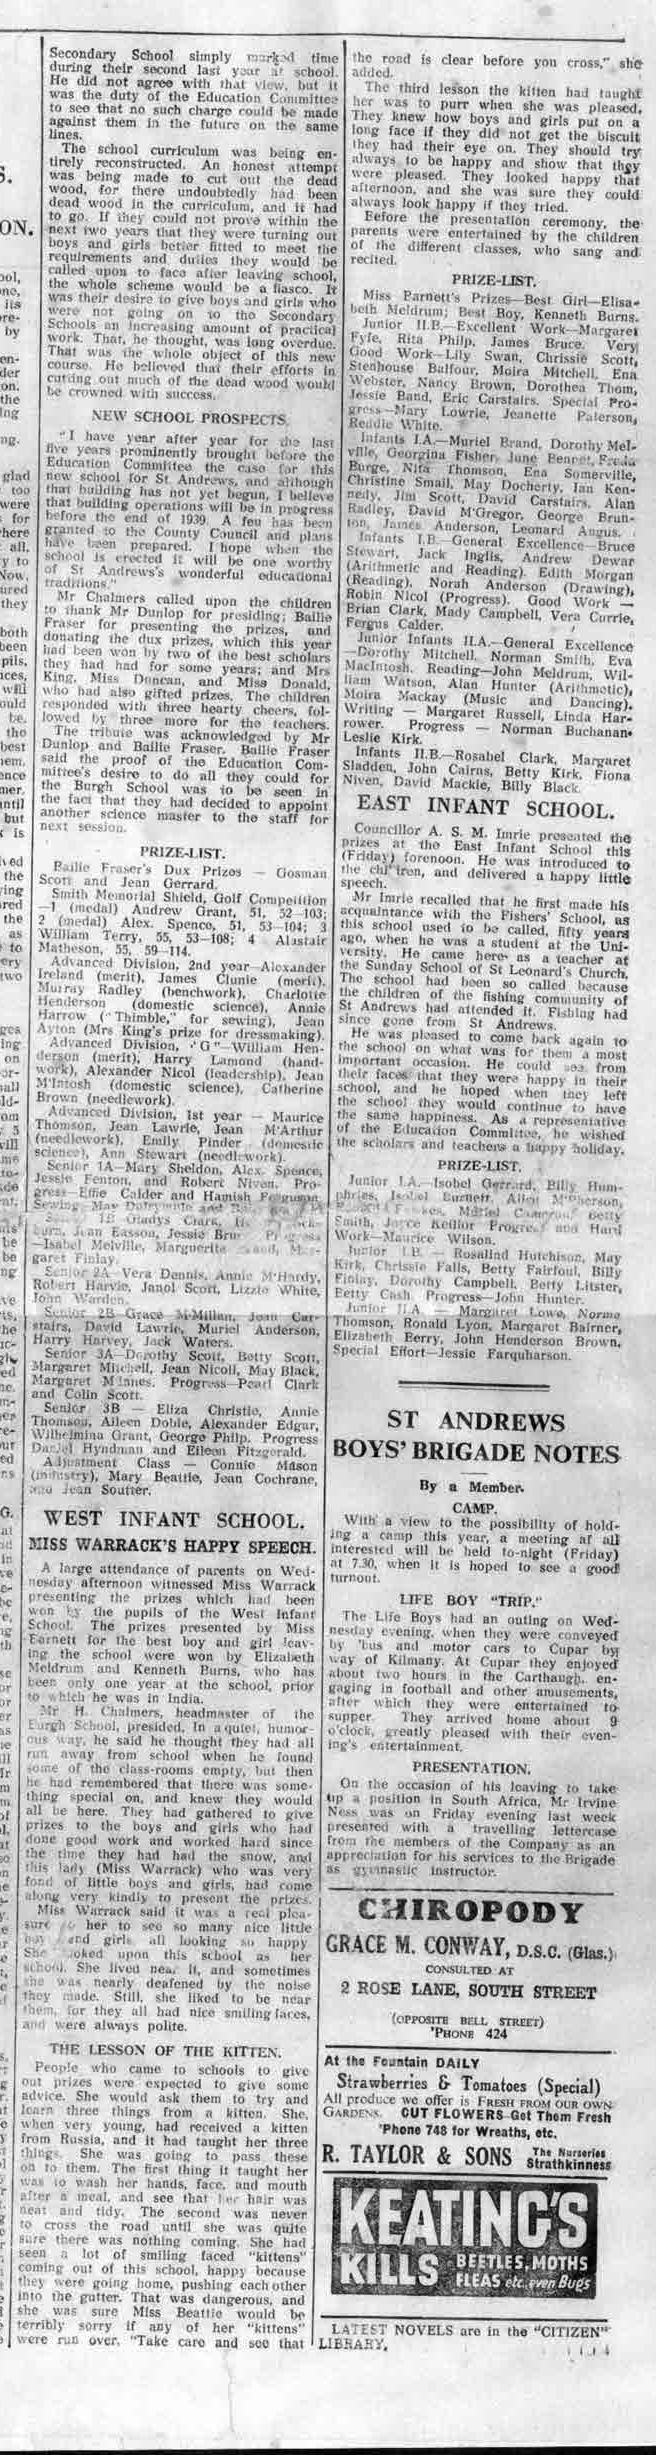 Secondary School simply marked time
during their second last year at school.
He did not agree with that view, but it
was the duty of the Education Committee
to see that no such charge could be made
against them in the future on the same
lines.
The school curriculum was being en-
tirely reconstructed. An honest attempt
was being made to cut out the dead
wood, for there undoubtedly had been
dead wood in the curriculum, and it had
to go. If they could not prove within the
next two years that they were turning out
boys and girls better fitted to meet the
requirements and duties they would be
called upon to face after leaving school,
the whole scheme would be a fiasco. It
was their desire to give boys and girls who
were not going on to the Secondary
Schools an increasing amount of practical
work. That, he thought, was long overdue.
That was the whole object of this new
course. He believed that their efforts in
cutting out much of the dead wood would
be crowned with success.
NEW SCHOOL PROSPECTS.
"I have year after year for the last
five years prominently brought before the
Education Committee the case for this
new school for St. Andrews, and although
that building has not yet begun, I believe
that building operations will be in progress
before the end of 1939. A feu has been
granted to the County Council and plans
have been prepared. I hope when the
school is erected it will be one worthy
of St Andrews's wonderful educational
traditions."
Mr Chalmers called upon the children
to thank Mr Dunlop for presiding; Bailie
Fraser for presenting the prizes, and
donating the dux prizes, which this year
had been won by two of the best scholars
they had had for some years; and Mrs
King, Miss Duncan, and Miss Donald,
who had also gifted prizes. The children
responded with three hearty cheers, fol-
lowed by three more for the teachers.
The tribute was acknowledged by Mr
Dunlop and Bailie Fraser. Bailie Fraser
said the proof of the Education Com-
mittee's desire to do all they could for
the Burgh School was to be seen in
the fact that they had decided to appoint
another science master to the staff for
next session.
PRIZE-LIST.
Bailie Fraser's Dux Prizes — Gosman
Scott and Jean Gerrard.
Smith Memorial Shield, Golf Competition
—1 (medal) Andrew Grant, 51, 52—103;
2 (medal) Alex. Spence, 51, 53—104; 3
William Terry, 55, 53—108; 4 Alastair
Matheson, 55, 59—114.
Advanced Division, 2nd year—Alexander
Ireland (merit), James Clunie (merit),
Murray Radley (benchwork), Charlotte
Henderson (domestic science), Annie
Harrow ("Thimble," for sewing), Jean
Ayton (Mrs King's prize for dressmaking).
Advanced Division, "G"—William Hen-
derson (merit), Harry Lamond (hand-
work), Alexander Nicol (leadership), Jean
M'Intosh (domestic science), Catherine
Brown (needlework).
Advanced Division, 1st year — Maurice
Thomson, Jean Lawrie, Jean M'Arthur
(needlework), Emily Pinder (domestic
science), Ann Stewart (needlework).
Senior 1A—Mary Sheldon, Alex. Spence,
Jessie Fenton, and Robert Niven. Pro-
gress—Effie Calder and Hamish Ferguson
Sewing—May Dalrymple and
1B Gladys Clark,
Jean Easson, Jessie Progress
—Isabel Melville, Marguerite and, Mar-
garet Finlay.
Senior 2A—Vera Dennis, Annie M'Hardy,
Robert Harvie, Janol Scott, Lizzie White,
John Warden.
Senior 2B—Grace M'Millan, Jean Car-
stairs, David Lawrie, Muriel Anderson,
Harry Harvey, Jack Waters.
Senior 3A—Dorothy Scott, Betty Scott,
Margaret Mitchell, Jean Nicoll, May Black,
Margaret M'Innes. Progress—Pearl Clark
and Colin Scott.
Senior 3B — Eliza Christie, Annie
Thomson, Aileen Doble, Alexander Edgar,
Wilhelmina Grant, George Philp. Progress
Daniel Hyndman and Eileen Fitzgerald.
Adjustment Class — Connie Mason
(industry), Mary Beattie, Jean Cochrane,
and Jean Soutter.
WEST INFANT SCHOOL.
MISS WARRACK'S HAPPY SPEECH.
A large attendance of parents on Wed-
nesday afternoon witnessed Miss Warrack
presenting the prizes which had been
won by the pupils of the West Infant
School. The prizes presented by Miss
Barnett for the best boy and girl leav-
ing the school were won by Elizabeth
Meldrum and Kenneth Burns, who has
been only one year at the school, prior
to which he was in India.
Mr H. Chalmers, headmaster of the
Burgh School, presided. In a quiet, humor-
ous way, he said he thought they had all
run away from school when he found
some of the class-rooms empty, but then
he had remembered that there was some-
thing special on, and knew they would
all be here. They had gathered to give
prizes to the boys and girls who had
done good work and worked hard since
the time they had had the snow, and
this lady (Miss Warrack) who was very
fond of little boys and girls, had come
along very kindly to present the prizes.
Miss Warrack said it was a real plea-
sure to her to see so many nice little
boys and girls all looking so happy
She looked upon this school as her
school. She lived near it, and sometimes
she was nearly deafened by the noise
they made. Still, she liked to be near
them, for they all had nice smiling faces,
and were always polite.
THE LESSON OF THE KITTEN.
People who came to schools to give
out prizes were expected to give some
advice. She would ask them to try and
learn three things from a kitten. She,
when very young, had received a kitten
from Russia, and it had taught her three
things. She was going to pass these
on to them. The first thing it taught her
was to wash her hands, face, and mouth
after a meal, and see that her hair was
neat and tidy. The second was never
to cross the road until she was quite
sure there was nothing coming. She had
seen a lot of smiling faced "kittens"
coming out of this school, happy because
they were going home, pushing each other
into the gutter. That was dangerous, and
she was sure Miss Beattie would be
terribly sorry if any of her "kittens"
were run over. "Take care and see that
the road is clear before you cross," she
added.
The third lesson the kitten had taught
her was to purr when she was pleased.
They knew how boys and girls put on a
long face if they did not get the biscuit
they had their eye on. They should try
always to be happy and show that they
were pleased. They looked happy that
afternoon, and she was sure they could
always look happy if they tried.
Before the presentation ceremony, the
parents were entertained by the children
of the different classes, who sang and
recited.
PRIZE-LIST.
Miss Barnett's Prizes—Best Girl—Elisa-
beth Meldrum; Best Boy, Kenneth Burns.
Junior II.B.—Excellent Work—Margaret
Fyfe, Rita Philp, James Bruce. Very
Good Work—Lily Swan, Chrissie Scott,
Stenhouse Balfour, Moira Mitchell, Ena
Webster, Nancy Brown, Dorothea Thom,
Jessie Band, Eric Carstairs. Special Pro-
gress—Mary Lowrie, Jeanette Paterson,
Reddie White.
Infants I.A.—Muriel Brand, Dorothy Mel-
ville, Georgina Fisher, June Bennet, Freda
Burge, Nita Thomson, Ena Somerville,
Christine Small, May Docherty, Ian Ken-
nedy, Jim Scott, David Carstairs, Alan
Radley, David M'Gregor, George Brun-
ton, James Anderson, Leonard Angus.
Infants I.B.—General Excellence—Bruce
Stewart, Jack Inglis, Andrew Dewar
(Arithmetic and Reading). Edith Morgan
(Reading), Norah Anderson (Drawing),
Robin Nicol (Progress). Good Work —
Brian Clark, Mady Campbell, Vera Currie,
Fergus Calder.
Junior Infants II.A.—General Excellence
—Dorothy Mitchell, Norman Smith, Eva
MacIntosh. Reading—John Meldrum, Wil-
liam Watson, Alan Hunter (Arithmetic),
Moira Mackay (Music and Dancing).
Writing — Margaret Russell, Linda Har-
rower. Progress — Norman Buchanan,
Leslie Kirk.
Infants II.B.—Rosabel Clark, Margaret
Sladden, John Cairns, Betty Kirk, Fiona
Niven, David Mackie, Billy Black.
EAST INFANT SCHOOL.
Councillor A. S. M. Imrie presented the
prizes at the East Infant School this
(Friday) forenoon. He was introduced to
the children, and delivered a happy little
speech.
Mr Imrie recalled that he first made his
acquaintance with the Fishers' School, as
this school used to be called, fifty years
ago, when he was a student at the Uni-
versity. He came here as a teacher at
the Sunday School of St Leonard's Church.
The school had been so called because
the children of the fishing community of
St Andrews had attended it. Fishing had
since gone from St Andrews.
He was pleased to come back again to
the school on what was for them a most
important occasion. He could see from
their faces that they were happy in their
school, and he hoped when they left
the school they would continue to have
the same happiness. As a representative
of the Education Committee, he wished
the scholars and teachers a happy holiday.
PRIZE-LIST.
Junior I.A.—Isobel Gerrard, Billy Hum-
phries, Isobel Burnett, Alice M'Pherson,
Muriel Cameron, Betty
Smith, Joyce Keillor Progress and Hard
Work—Maurice Wilson.
Junior I.B. — Rosalind Hutchison, May
Kirk, Chrissie Falls, Betty Fairfoul, Billy
Finlay, Dorothy Campbell, Betty Litster,
Betty Cash Progress—John Hunter.
Junior II.A. — Margaret Lowe, Norma
Thomson, Ronald Lyon, Margaret Bairner,
Elizabeth Berry, John Henderson Brown,
Special Effort—Jessie Farquharson.
ST ANDREWS
BOYS' BRIGADE NOTES
By a Member.
CAMP.
With a view to the possibility of hold-
ing a camp this year, a meeting af all
interested will be held to-night (Friday)
at 7.30, when it is hoped to see a good
turnout.
LIFE BOY "TRIP."
The Life Boys had an outing on Wed-
nesday evening, when they were conveyed
by 'bus and motor cars to Cupar by
way of Kilmany. At Cupar they enjoyed
about two hours in the Carthaugh, en-
gaging in football and other amusements,
after which they were entertained to
supper. They arrived home about 9
o'clock, greatly pleased with their even-
ing's entertainment.
PRESENTATION.
On the occasion of his leaving to take
up a position in South Africa, Mr Irvine
Ness was on Friday evening last week
presented with a travelling lettercase
from the members of the Company as an
appreciation for his services to the Brigade
as gymnastic instructor.
CHIROPODY
GRACE M. CONWAY, D.S.C. (Glas.)
CONSULTED AT
2 ROSE LANE, SOUTH STREET
(OPPOSITE BELL STREET)
'PHONE 424
At the Fountain DAILY
Strawberries & Tomatoes (Special)
All produce we offer is FRESH FROM OUR OWN
GARDENS. CUT FLOWERS Get Them Fresh
'Phone 748 for Wreaths, etc.
R. TAYLOR & SONS The Nurseries
Strathkinness
KEATING'S
KILLS BEETLES, MOTHS
FLEAS etc., even Bugs
LATEST NOVELS are in the "CITIZEN"
LIBRARY.